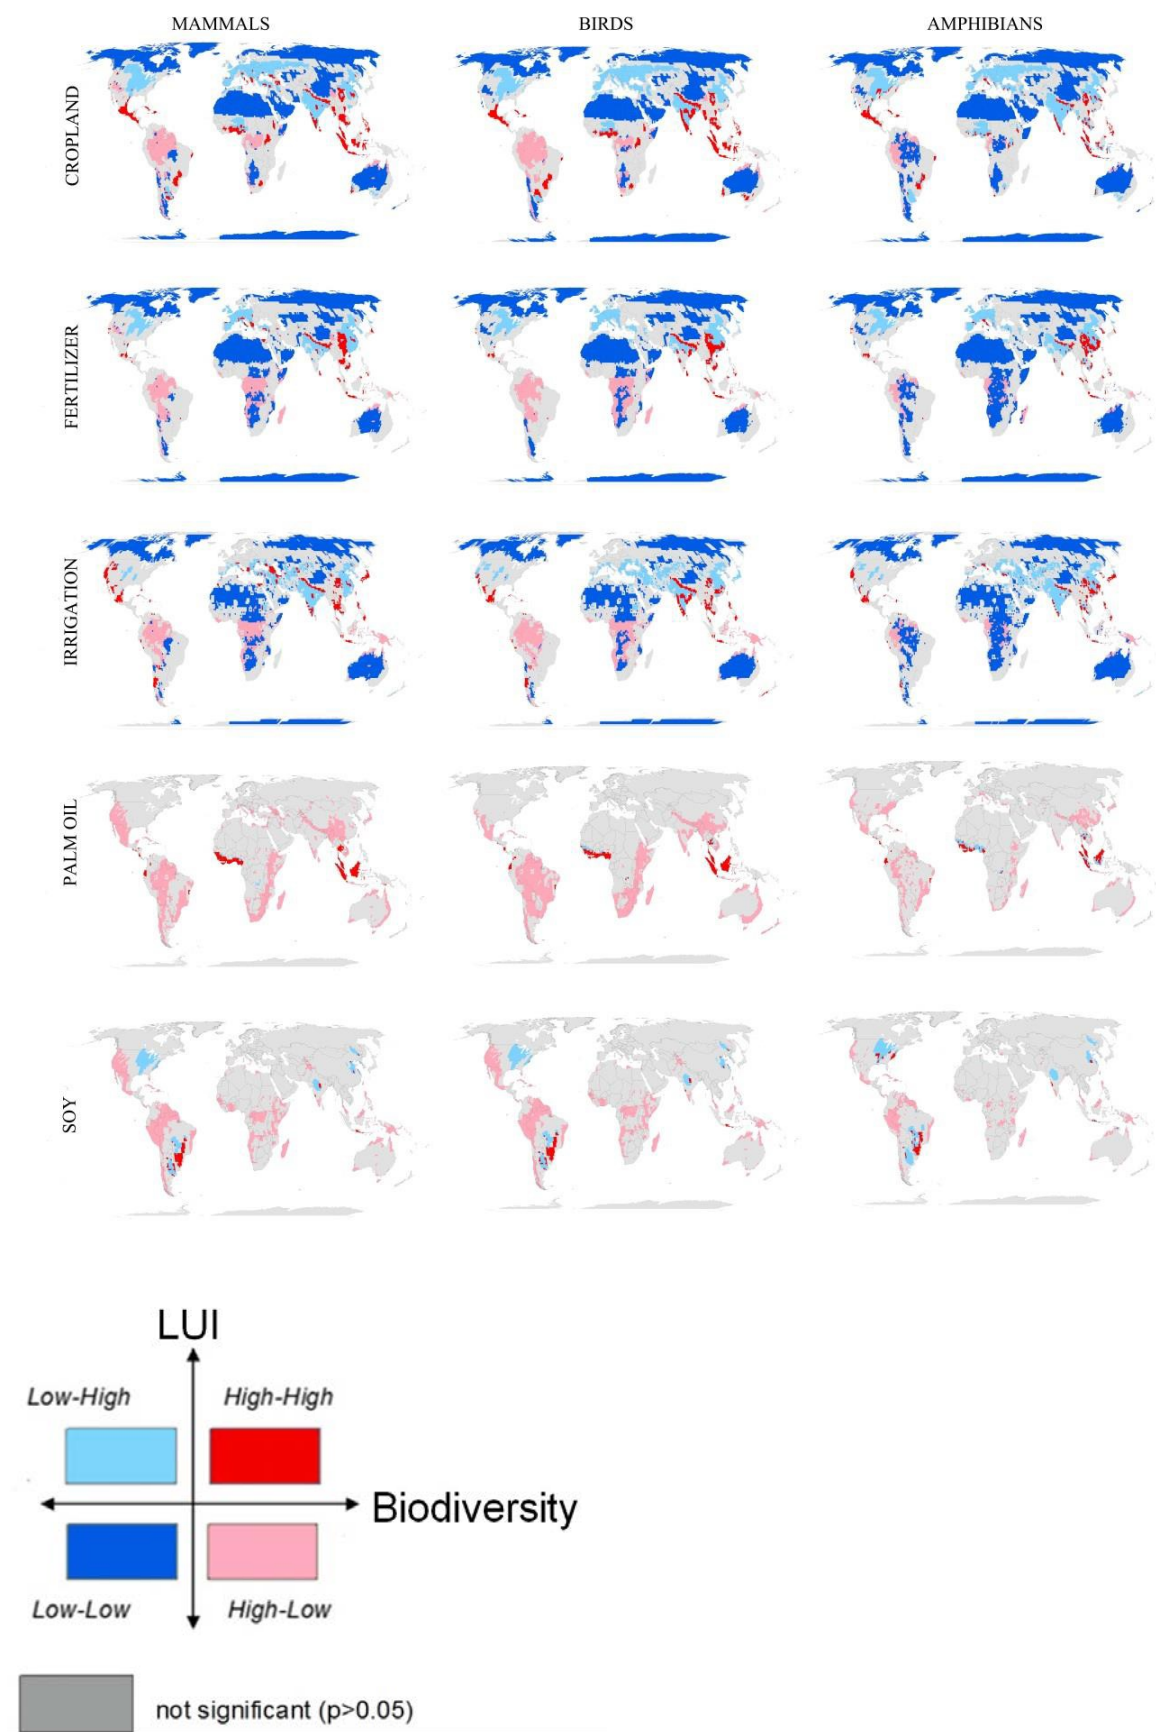 MAMMALS BIRDS AMPHIBIANS
CROPLAND
FERTILIZER
IRRIGATION
PALM OIL
SOY
LUI
Low-High High-High
Biodiversity
Low-Low High-Low
not significant (p>0.05)